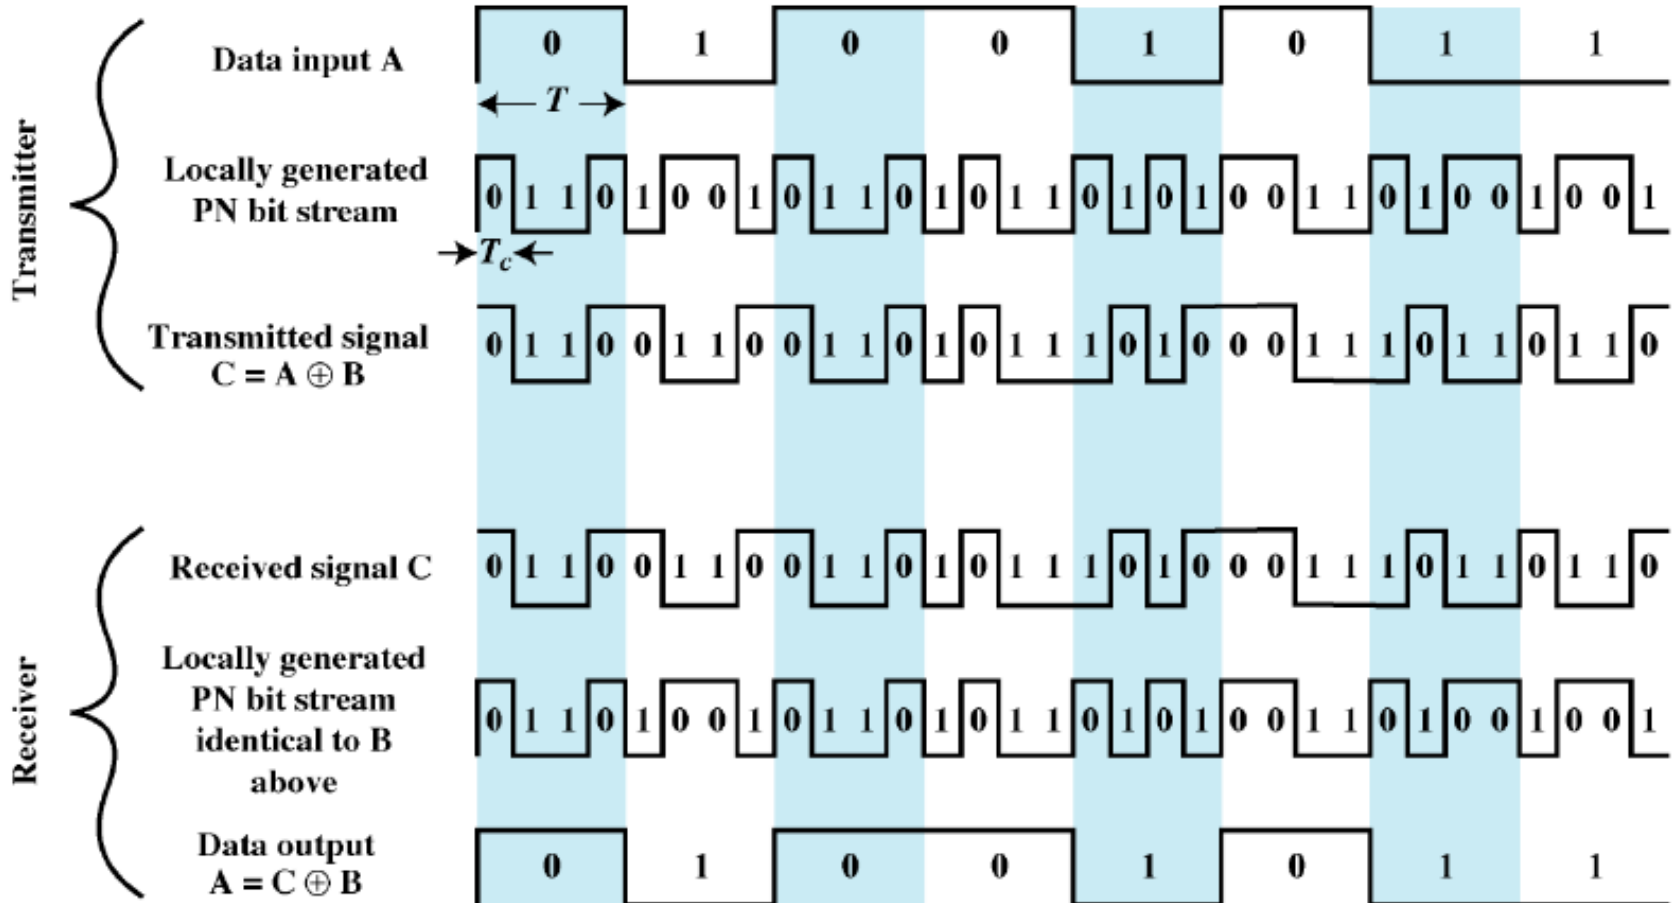 Transmitter
Data input A
0 1 0 0 1 0 1 1
T
Locally generated
PN bit stream
0 1 1 0 1 0 0 1 0 1 1 0 1 0 1 1 0 1 0 1 0 0 1 1 0 1 0 0 1 0 0 1
Tc
Transmitted signal
C = A ⊕ B
0 1 1 0 0 1 1 0 0 1 1 0 1 0 1 1 1 0 1 0 0 0 1 1 1 0 1 1 0 1 1 0
Receiver
Received signal C
0 1 1 0 0 1 1 0 0 1 1 0 1 0 1 1 1 0 1 0 0 0 1 1 1 0 1 1 0 1 1 0
Locally generated
PN bit stream
identical to B
above
0 1 1 0 1 0 0 1 0 1 1 0 1 0 1 1 0 1 0 1 0 0 1 1 0 1 0 0 1 0 0 1
Data output
A = C ⊕ B
0 1 0 0 1 0 1 1